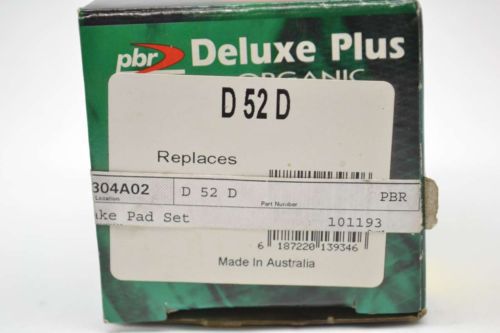 pbr Deluxe Plus
ORGANIC
D 52 D
Replaces
304A02 D 52 D PBR
Location Part Number
ake Pad Set 101193
6 187220 139346
Made In Australia